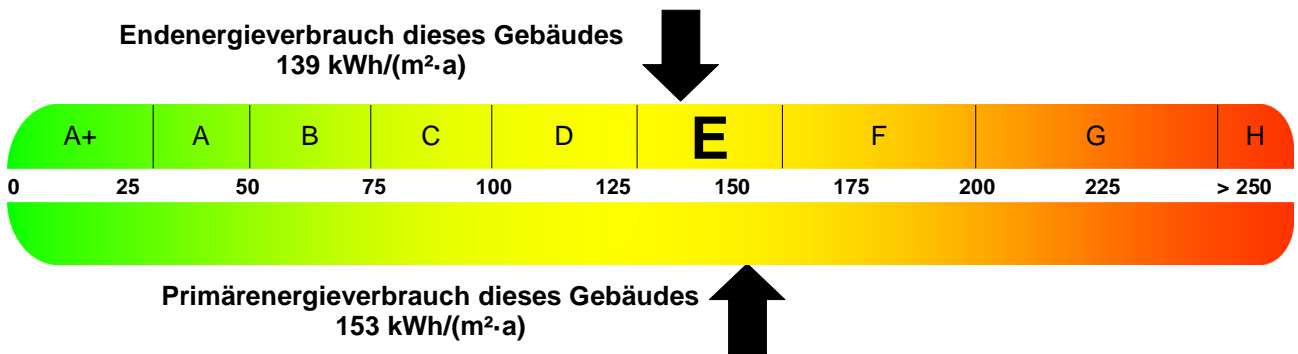 Endenergieverbrauch dieses Gebäudes
139 kWh/(m²·a)
A+ A B C D E F G H
0 25 50 75 100 125 150 175 200 225 > 250
Primärenergieverbrauch dieses Gebäudes
153 kWh/(m²·a)